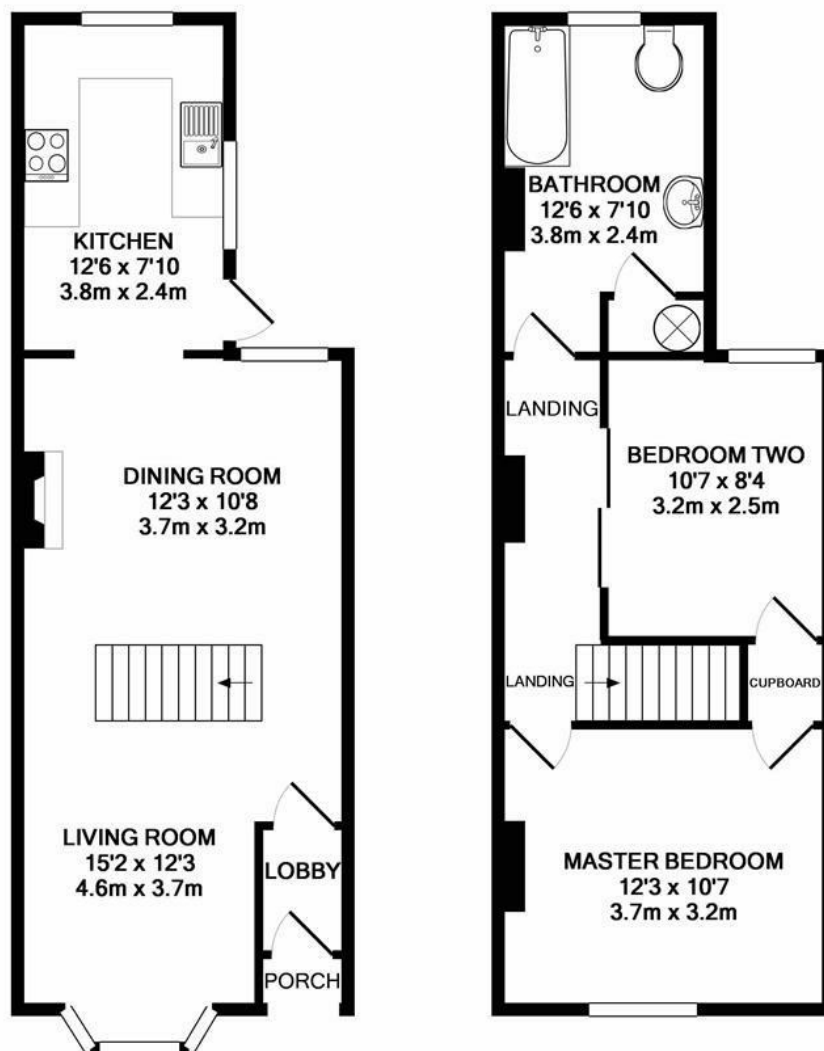 KITCHEN
12'6 x 7'10
3.8m x 2.4m
DINING ROOM
12'3 x 10'8
3.7m x 3.2m
LIVING ROOM
15'2 x 12'3
4.6m x 3.7m
LOBBY
PORCH
BATHROOM
12'6 x 7'10
3.8m x 2.4m
LANDING
BEDROOM TWO
10'7 x 8'4
3.2m x 2.5m
LANDING
CUPBOARD
MASTER BEDROOM
12'3 x 10'7
3.7m x 3.2m